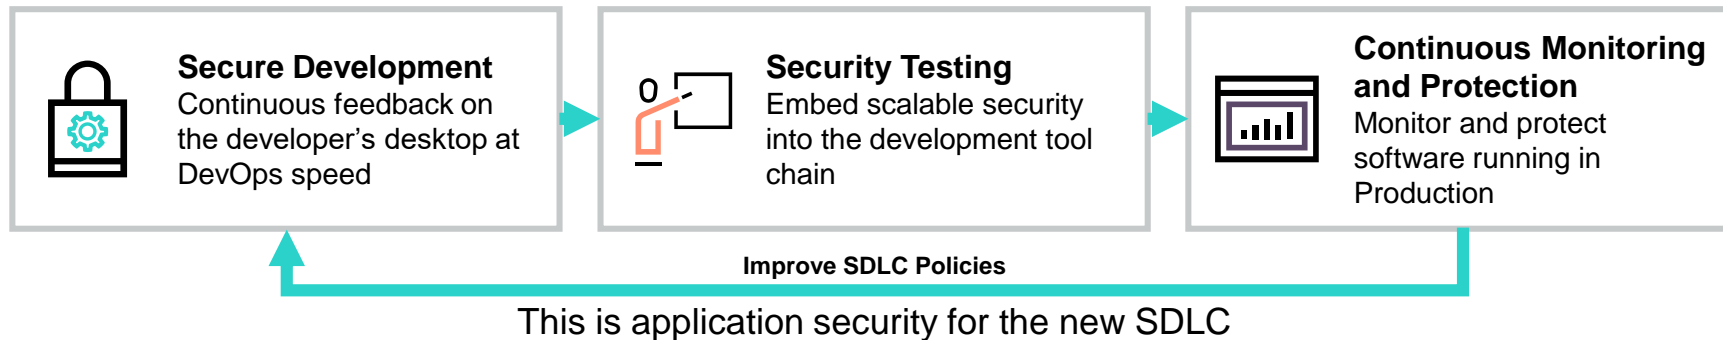 Secure Development
Continuous feedback on
the developer's desktop at
DevOps speed
Security Testing
Embed scalable security
into the development tool
chain
Continuous Monitoring
and Protection
Monitor and protect
software running in
Production
Improve SDLC Policies
This is application security for the new SDLC